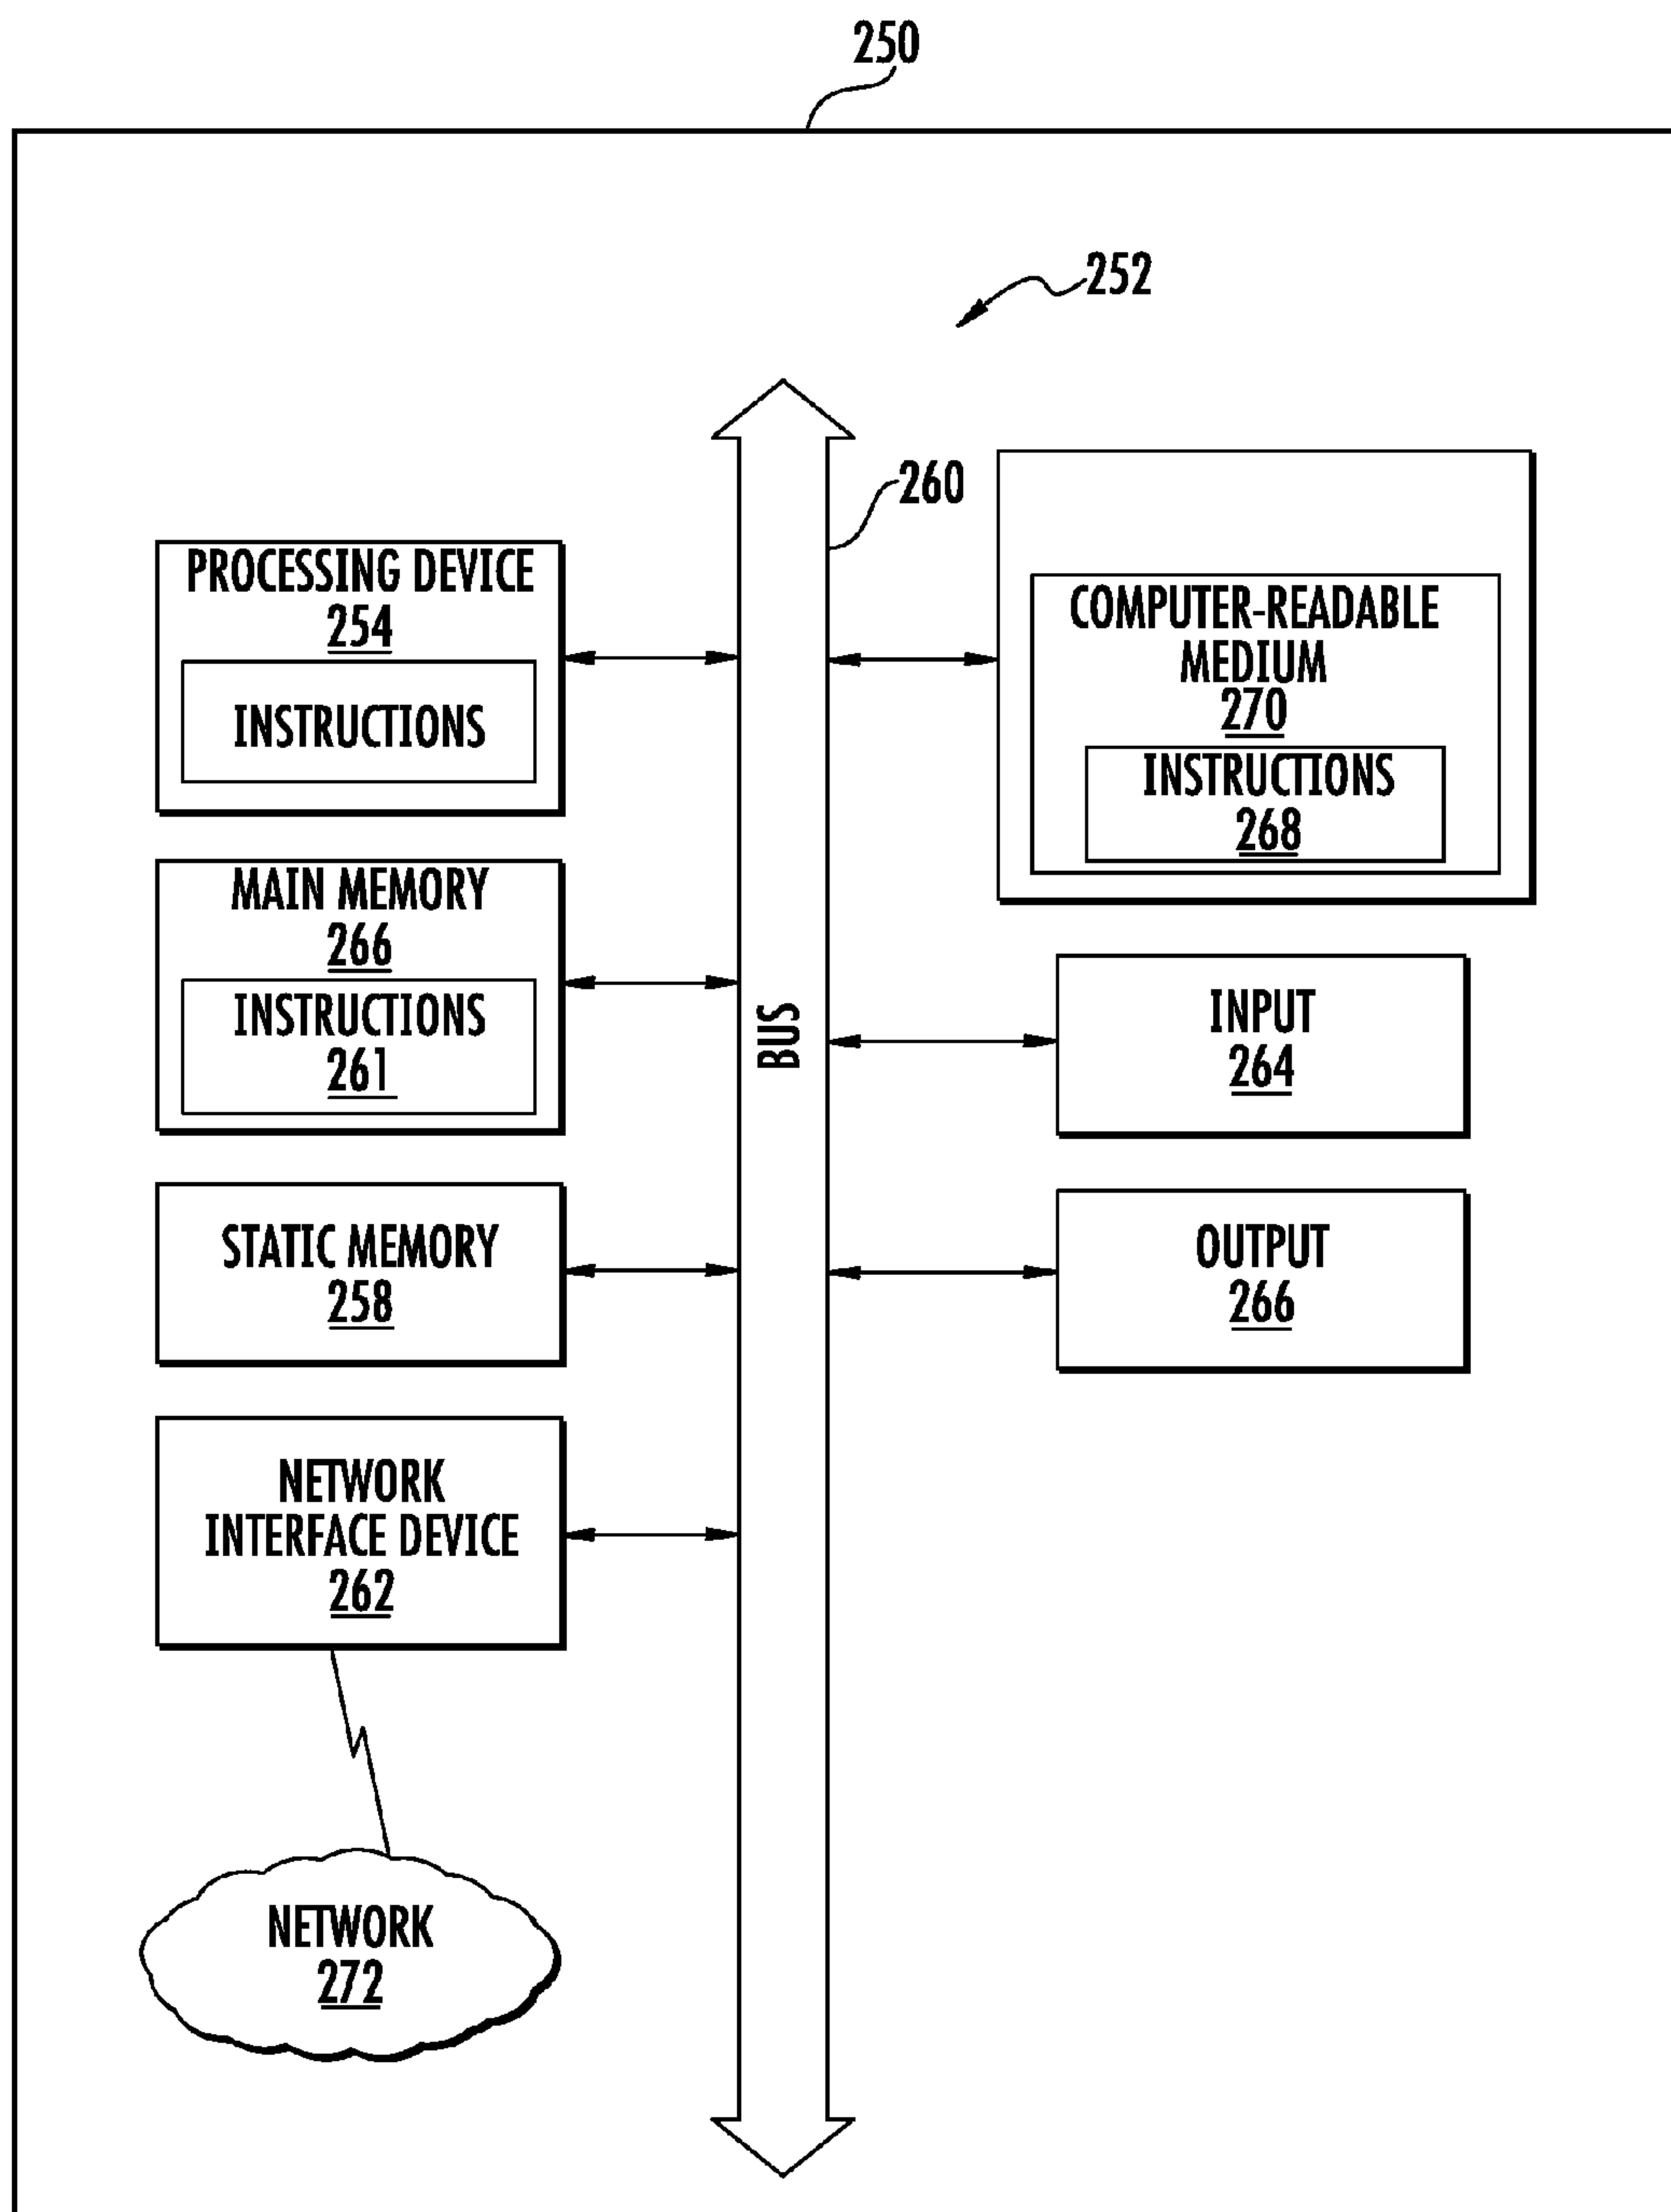 250
252
260
PROCESSING DEVICE
254
INSTRUCTIONS
COMPUTER-READABLE
MEDIUM
270
INSTRUCTIONS
268
MAIN MEMORY
266
INSTRUCTIONS
261
BUS
INPUT
264
STATIC MEMORY
258
OUTPUT
266
NETWORK
INTERFACE DEVICE
262
NETWORK
272